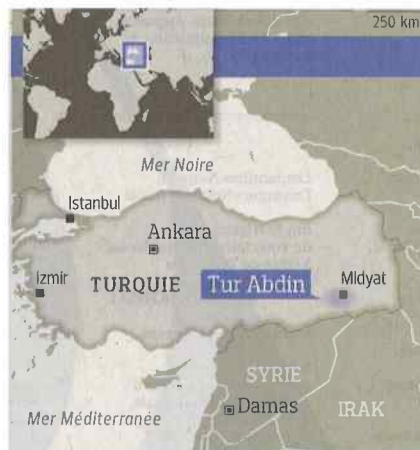 250 km
Mer Noire
Istanbul
Ankara
Izmir
TURQUIE
Tur Abdin
Midyat
SYRIE
Damas
IRAK
Mer Méditerranée